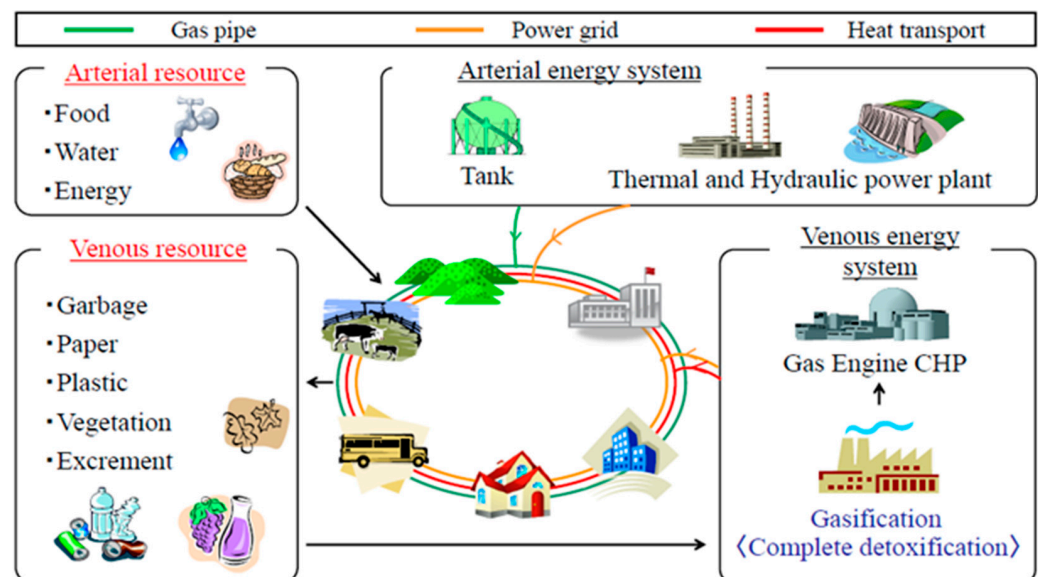 Gas pipe Power grid Heat transport
Arterial resource
・Food
・Water
・Energy
Arterial energy system
Tank
Thermal and Hydraulic power plant
Venous resource
・Garbage
・Paper
・Plastic
・Vegetation
・Excrement
Venous energy
system
Gas Engine CHP
Gasification
〈Complete detoxification〉